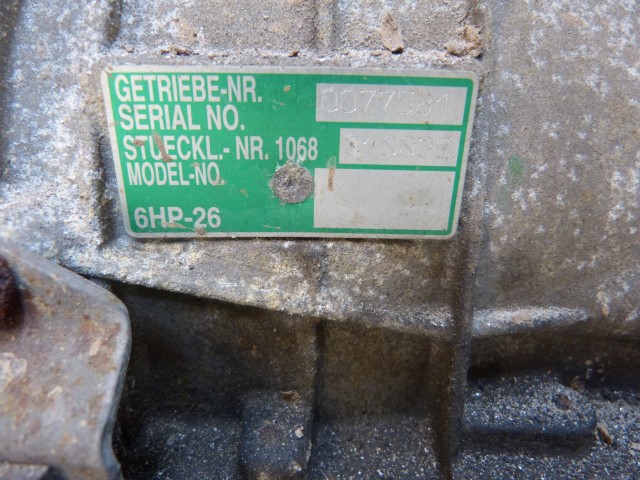 GETRIEBE-NR.
SERIAL NO.
STUECKL.- NR. 1068
MODEL-NO.
6HP-26